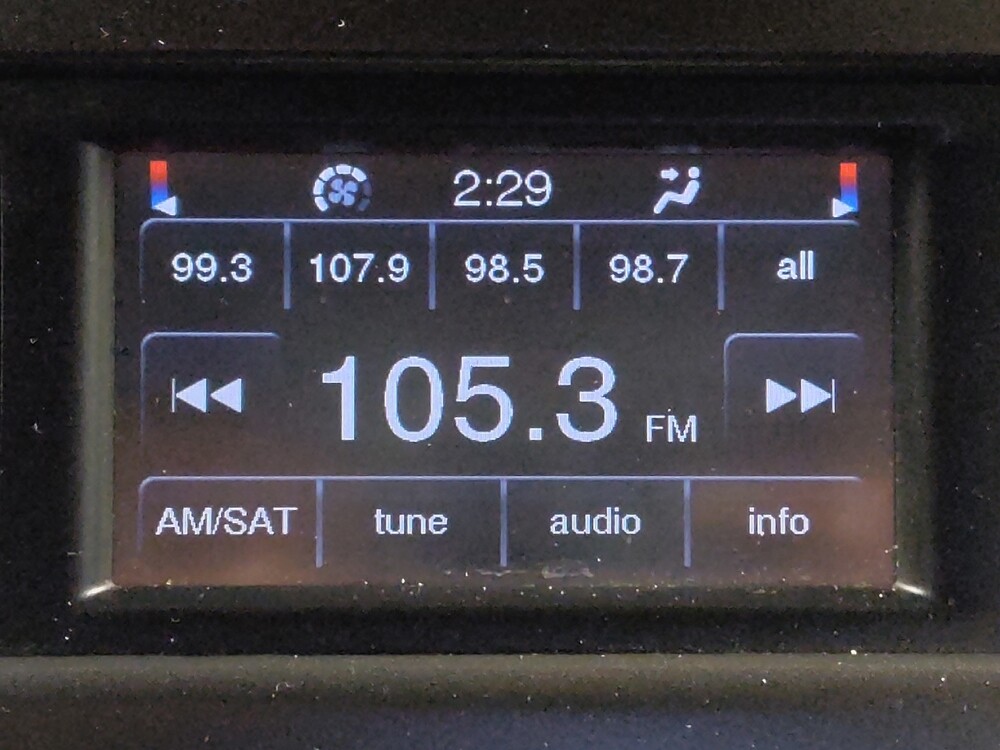 2:29
99.3 107.9 98.5 98.7 all
105.3 FM
AM/SAT tune audio info